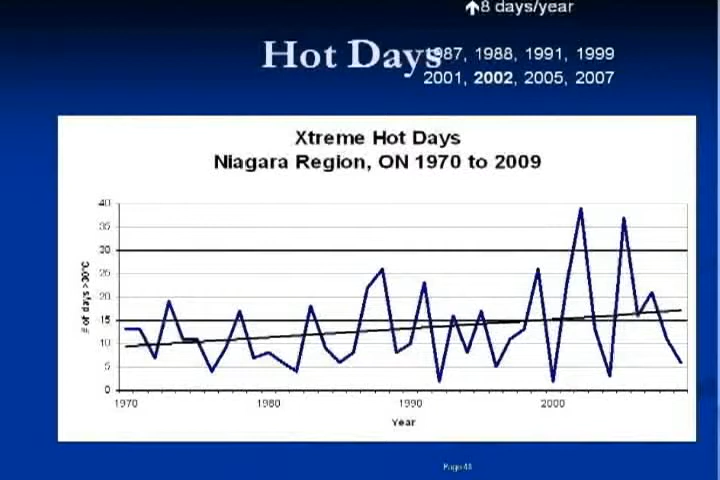 ↑8 days/year
Hot Days
1987, 1988, 1991, 1999
2001, 2002, 2005, 2007
Xtreme Hot Days
Niagara Region, ON 1970 to 2009
# of days >30°C
40
35
30
25
20
15
10
5
0
1970 1980 1990 2000
Year
Page 48